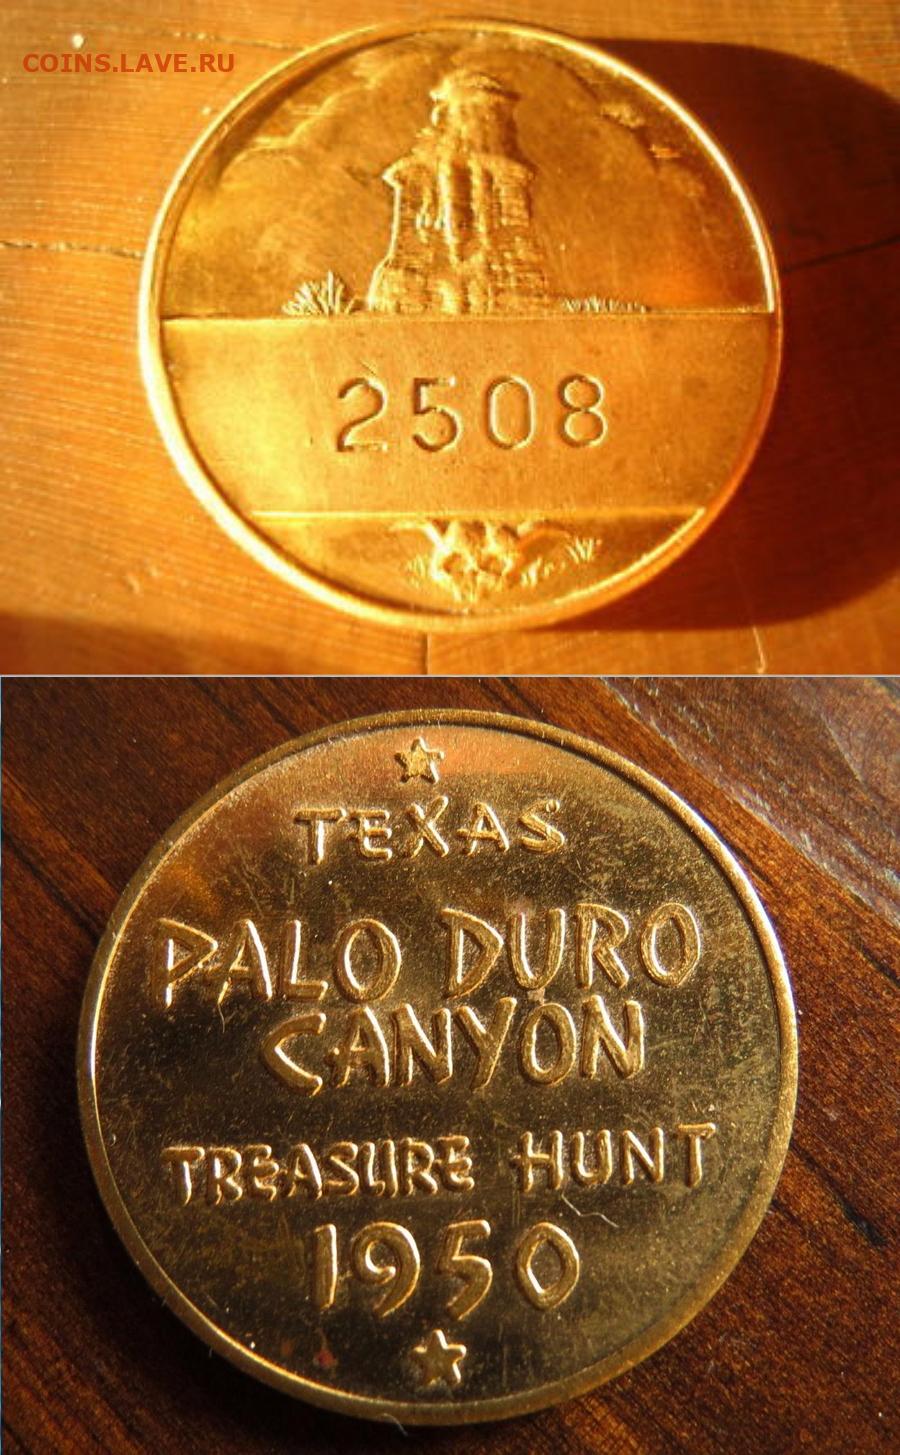 COINS.LAVE.RU
2508
TEXAS
PALO DURO
CANYON
TREASURE HUNT
1950